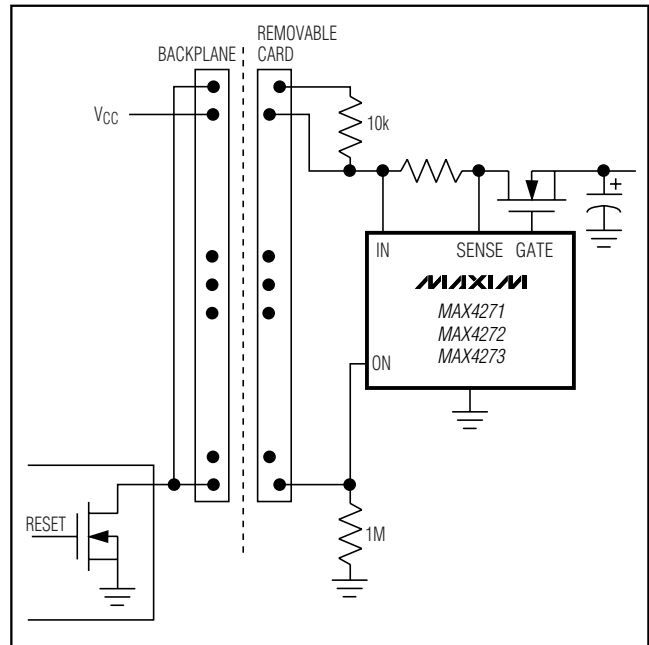 REMOVABLE
CARD
BACKPLANE
VCC
10k
IN
SENSE
GATE
MAXIM
MAX4271
MAX4272
MAX4273
ON
RESET
1M
+